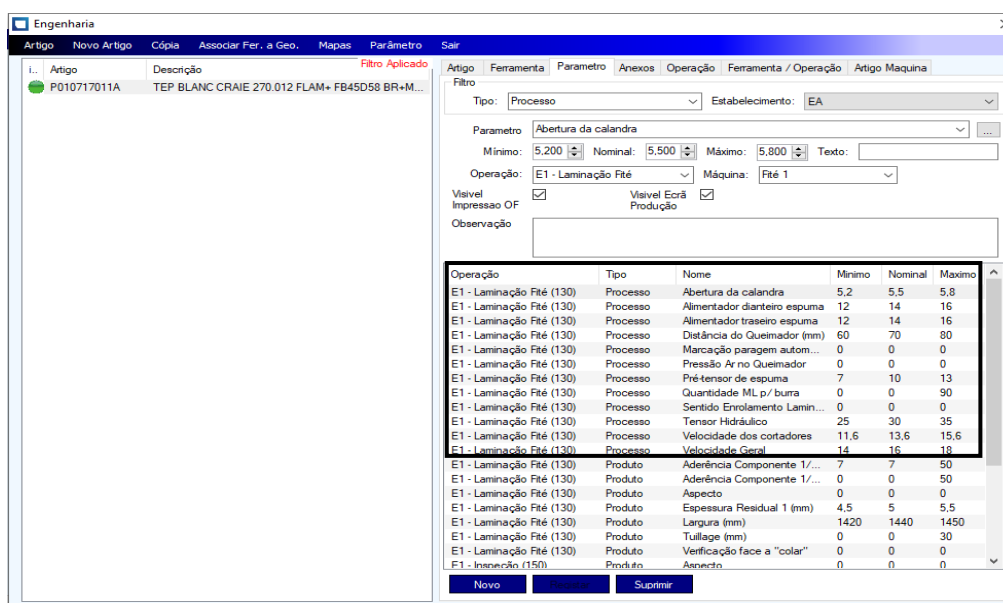 Engenharia
Artigo Novo Artigo Cópia Associar Fer. a Geo. Mapas Parâmetro Sair
Filtro Aplicado
i.. Artigo Descrição
P010717011A TEP BLANC CRAIE 270.012 FLAM+ FB45D58 BR+M...
Artigo Ferramenta Parametro Anexos Operação Ferramenta / Operação Artigo Maquina
Filtro
Tipo: Processo Estabelecimento: EA
Parametro Abertura da calandra ...
Mínimo: 5,200 Nominal: 5,500 Máximo: 5,800 Texto:
Operação: E1 - Laminação Fité Máquina: Fité 1
Visivel Impressao OF Visivel Ecrã Produção
Observação
Operação Tipo Nome Minimo Nominal Maximo
E1 - Laminação Fité (130) Processo Abertura da calandra 5,2 5,5 5,8
E1 - Laminação Fité (130) Processo Alimentador dianteiro espuma 12 14 16
E1 - Laminação Fité (130) Processo Alimentador traseiro espuma 12 14 16
E1 - Laminação Fité (130) Processo Distância do Queimador (mm) 60 70 80
E1 - Laminação Fité (130) Processo Marcação paragem autom... 0 0 0
E1 - Laminação Fité (130) Processo Pressão Ar no Queimador 0 0 0
E1 - Laminação Fité (130) Processo Pré-tensor de espuma 7 10 13
E1 - Laminação Fité (130) Processo Quantidade ML p/ burra 0 0 90
E1 - Laminação Fité (130) Processo Sentido Enrolamento Lamin... 0 0 0
E1 - Laminação Fité (130) Processo Tensor Hidráulico 25 30 35
E1 - Laminação Fité (130) Processo Velocidade dos cortadores 11,6 13,6 15,6
E1 - Laminação Fité (130) Processo Velocidade Geral 14 16 18
E1 - Laminação Fité (130) Produto Aderência Componente 1/... 7 7 50
E1 - Laminação Fité (130) Produto Aderência Componente 1/... 0 0 50
E1 - Laminação Fité (130) Produto Aspecto 0 0 0
E1 - Laminação Fité (130) Produto Espessura Residual 1 (mm) 4,5 5 5,5
E1 - Laminação Fité (130) Produto Largura (mm) 1420 1440 1450
E1 - Laminação Fité (130) Produto Tuillage (mm) 0 0 30
E1 - Laminação Fité (130) Produto Verificação face a "colar" 0 0 0
E1 - Inspeção (150) Produto Aspecto 0 0 0
Novo Suprimir